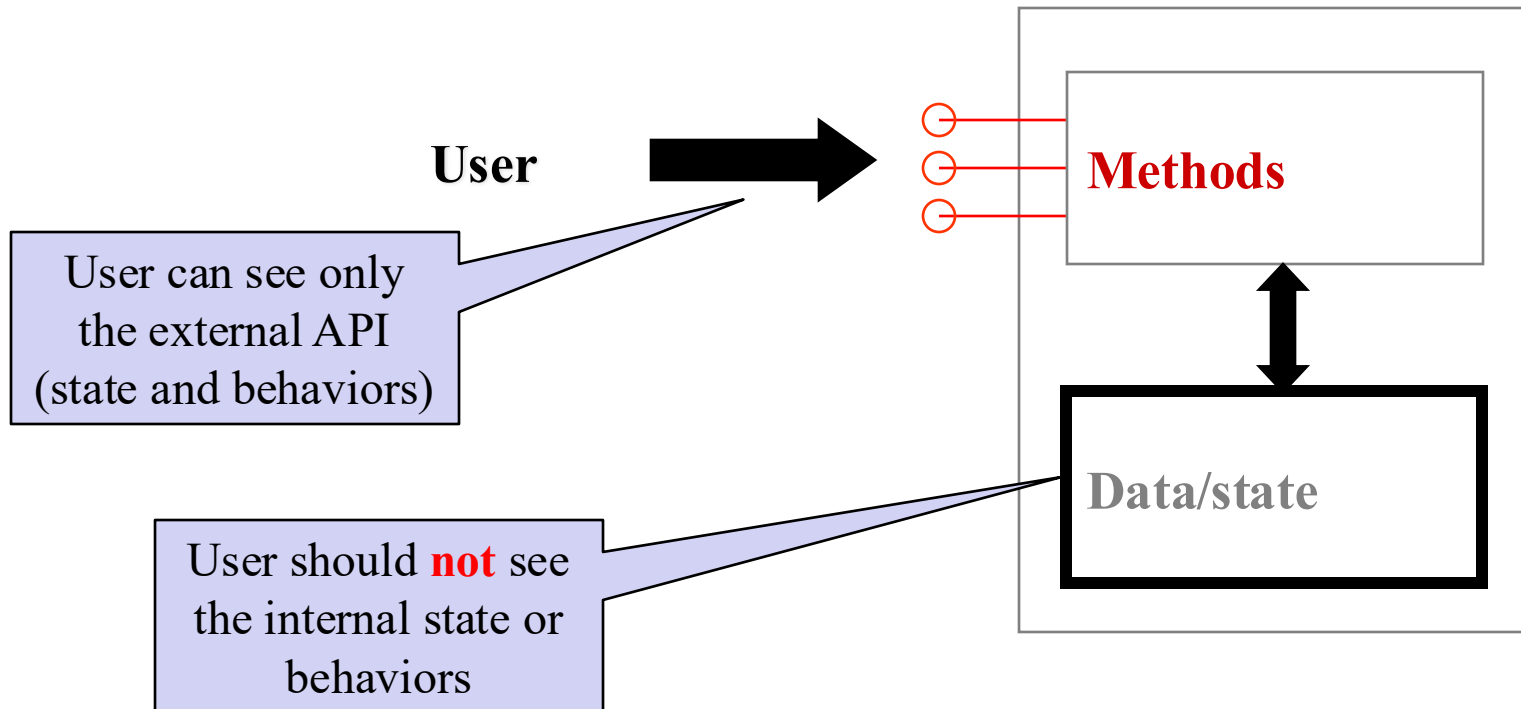 User
Methods
User can see only
the external API
(state and behaviors)
Data/state
User should not see
the internal state or
behaviors